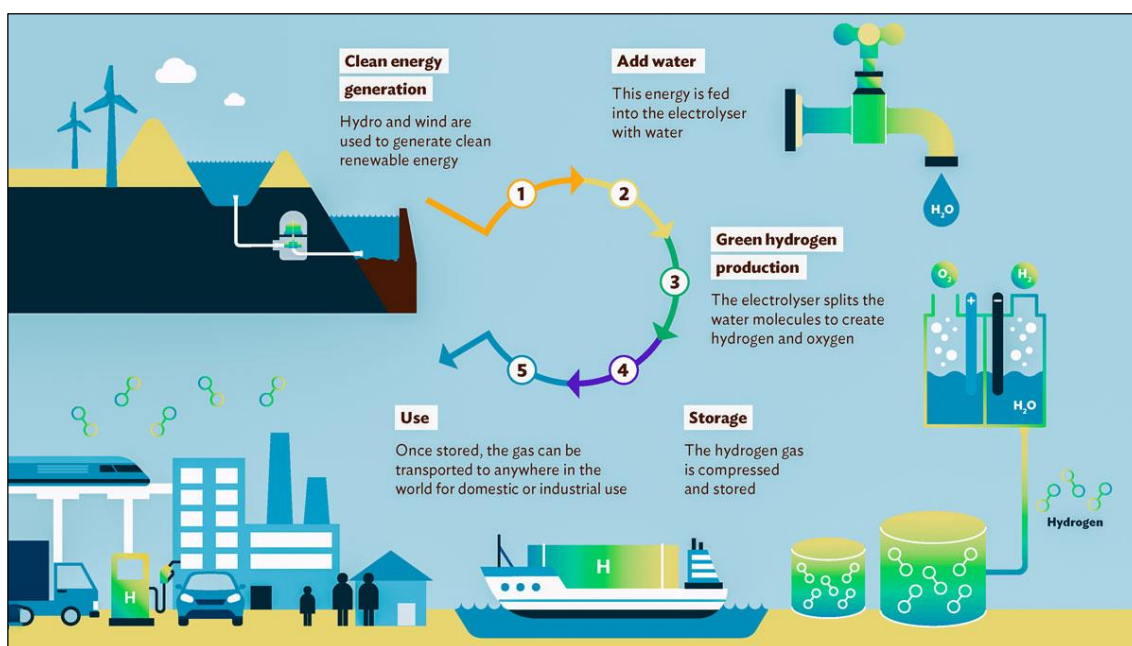 Clean energy
generation
Hydro and wind are
used to generate clean
renewable energy
Add water
This energy is fed
into the electrolyser
with water
H₂O
1
2
3
4
5
Green hydrogen
production
The electrolyser splits the
water molecules to create
hydrogen and oxygen
O₂
H₂
+
−
H₂O
Use
Once stored, the gas can be
transported to anywhere in the
world for domestic or industrial use
Storage
The hydrogen gas
is compressed
and stored
Hydrogen
H
H